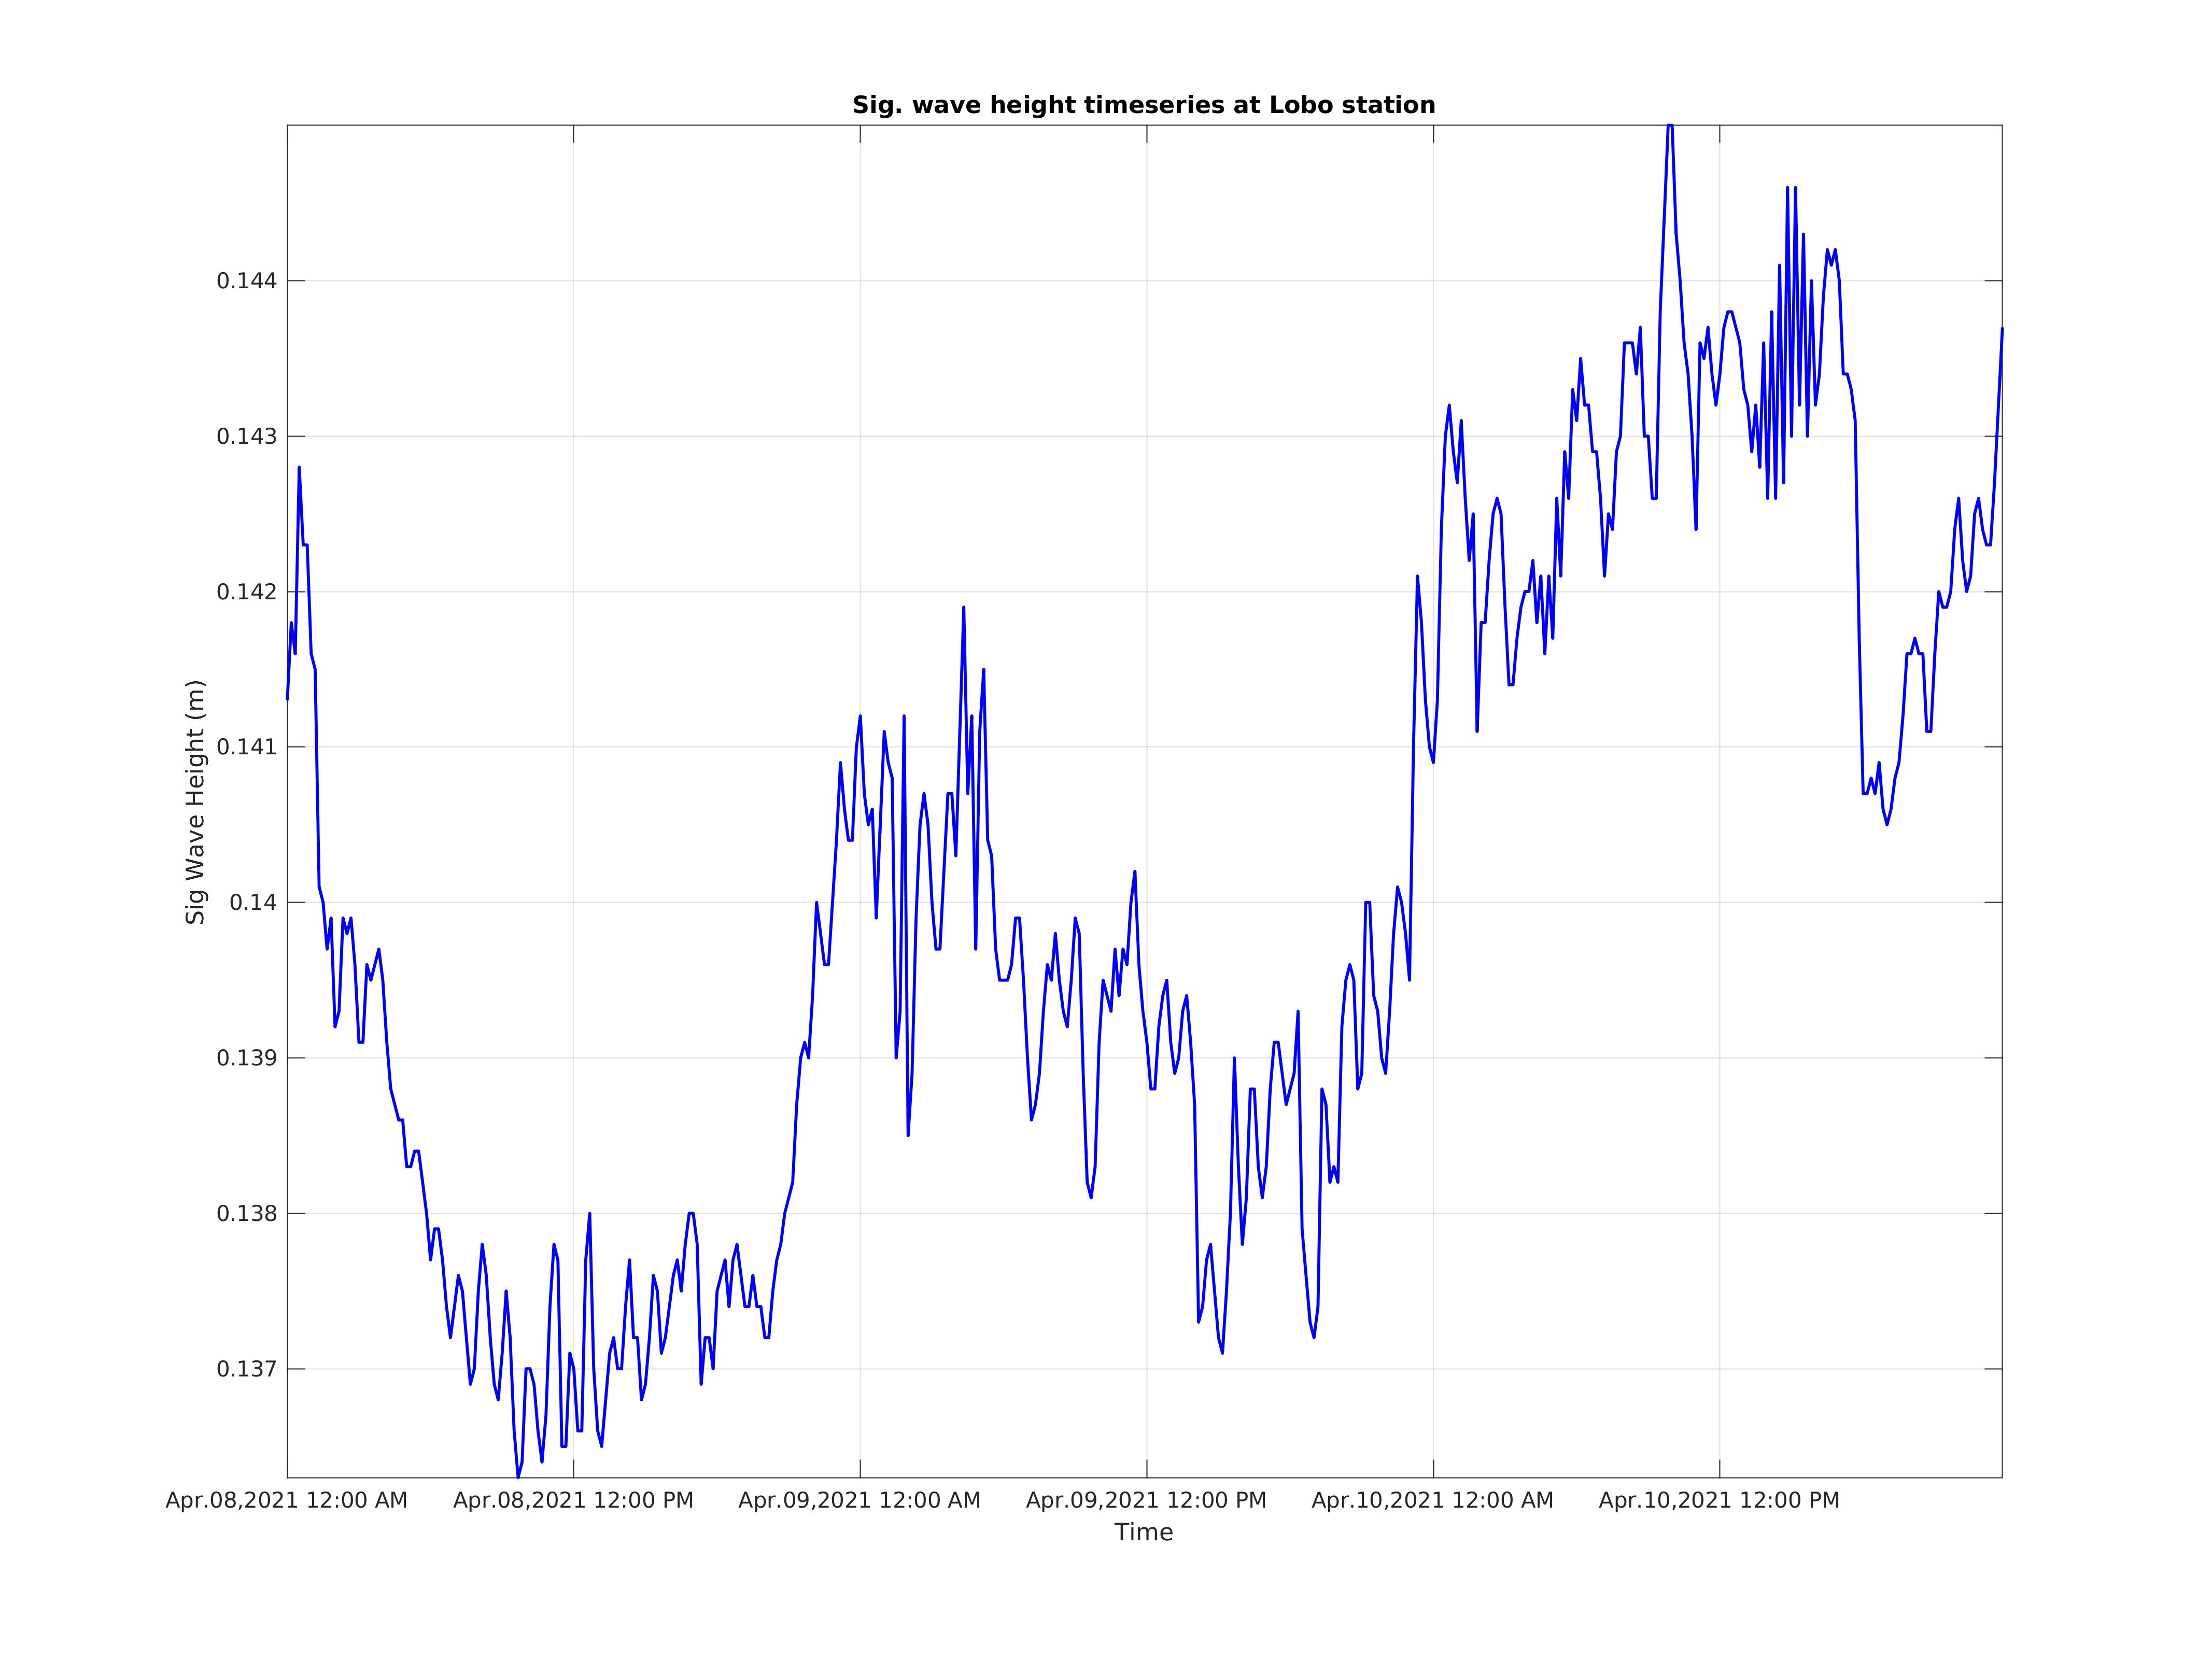 Sig. wave height timeseries at Lobo station
0.144
0.143
0.142
0.141
0.14
0.139
0.138
0.137
Sig Wave Height (m)
Apr.08,2021 12:00 AM Apr.08,2021 12:00 PM Apr.09,2021 12:00 AM Apr.09,2021 12:00 PM Apr.10,2021 12:00 AM Apr.10,2021 12:00 PM
Time